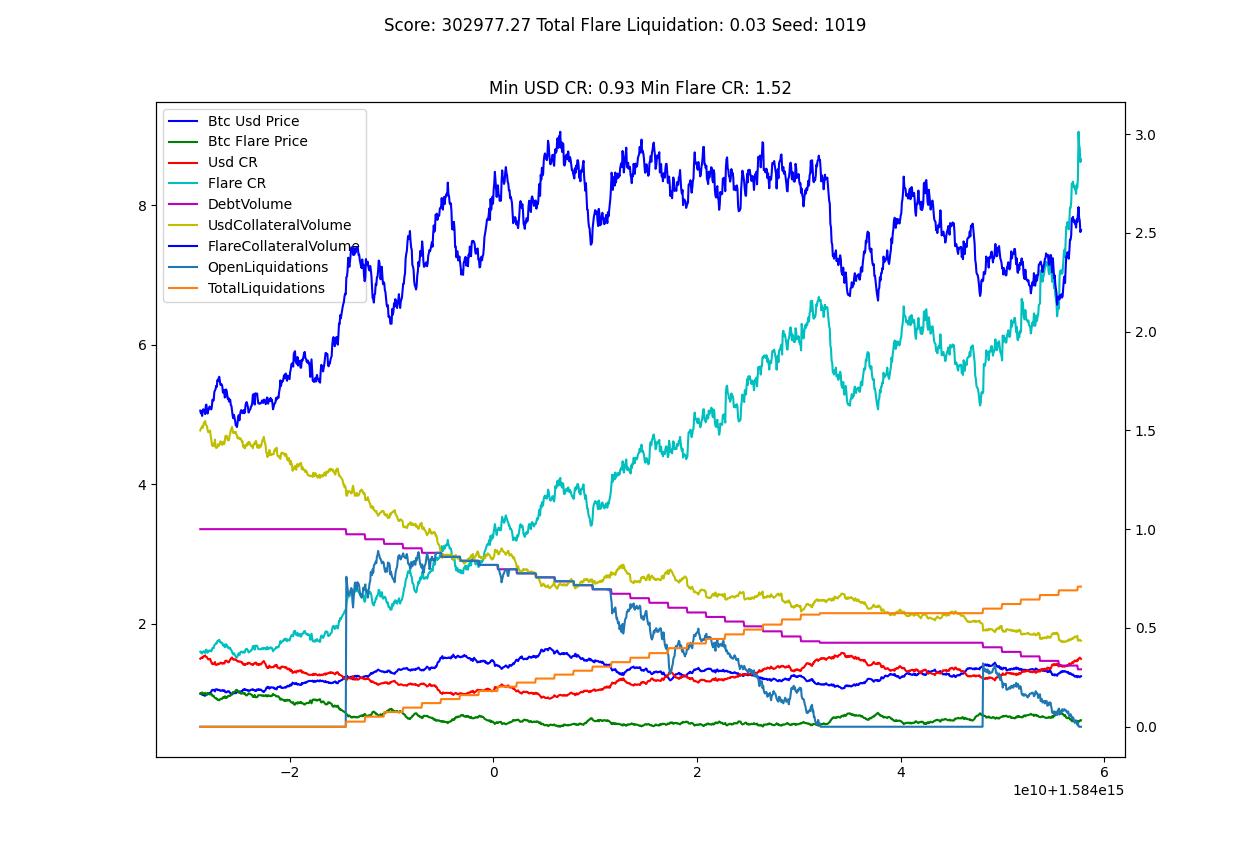 Score: 302977.27 Total Flare Liquidation: 0.03 Seed: 1019
Min USD CR: 0.93 Min Flare CR: 1.52
Btc Usd Price
Btc Flare Price
Usd CR
Flare CR
DebtVolume
UsdCollateralVolume
FlareCollateralVolume
OpenLiquidations
TotalLiquidations
8
6
4
2
3.0
2.5
2.0
1.5
1.0
0.5
0.0
−2
0
2
4
6
1e10+1.584e15